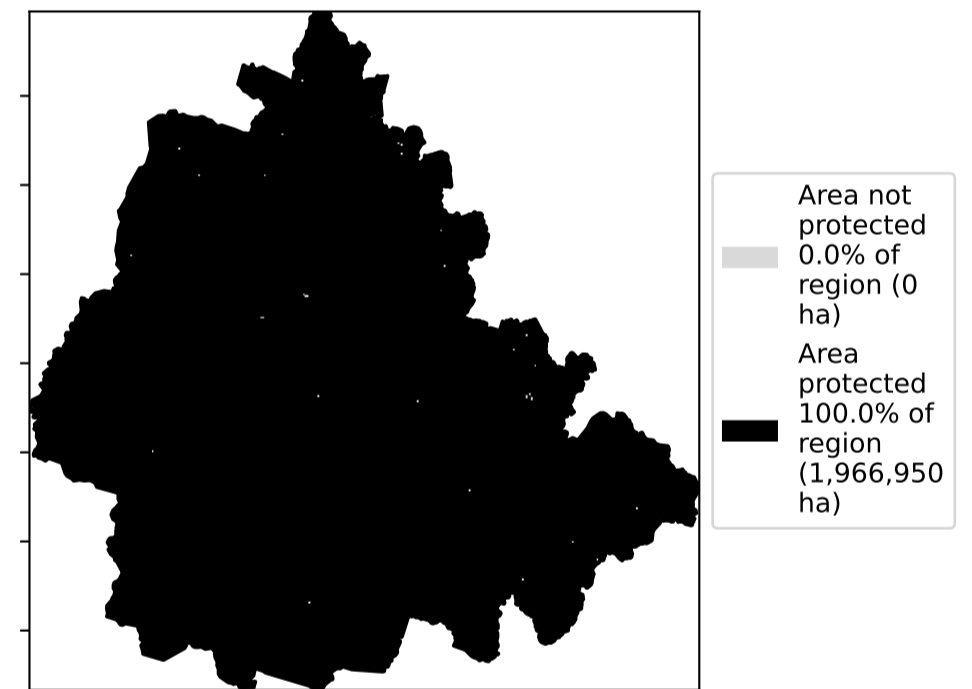 Area not
protected
0.0% of
region (0
ha)
Area
protected
100.0% of
region
(1,966,950
ha)